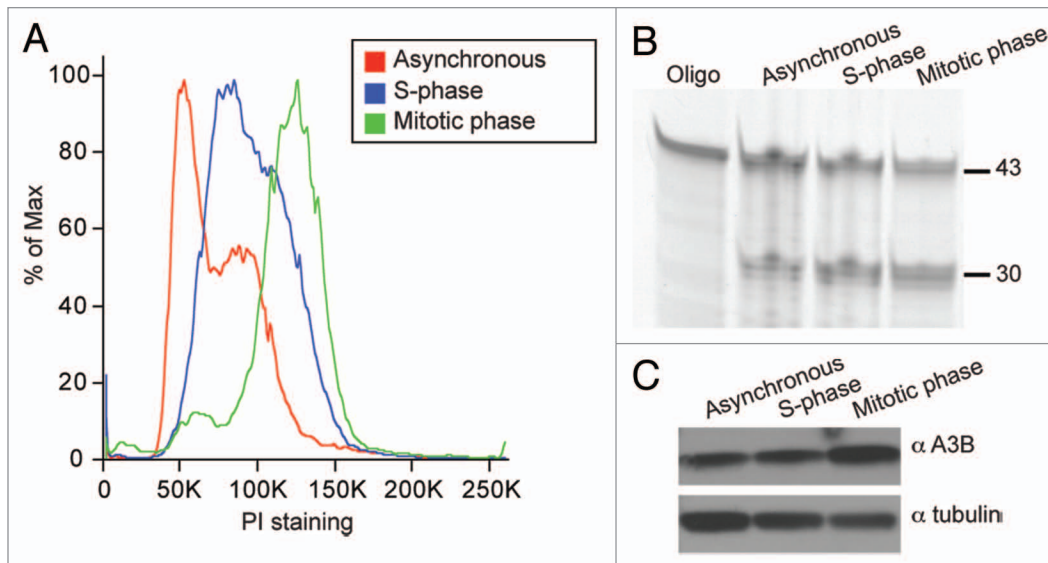 A
Asynchronous
S-phase
Mitotic phase
100
80
60
40
20
0
% of Max
0 50K 100K 150K 200K 250K
PI staining
B
Oligo Asynchronous S-phase Mitotic phase
43
30
C
Asynchronous S-phase Mitotic phase
α A3B
α tubulin